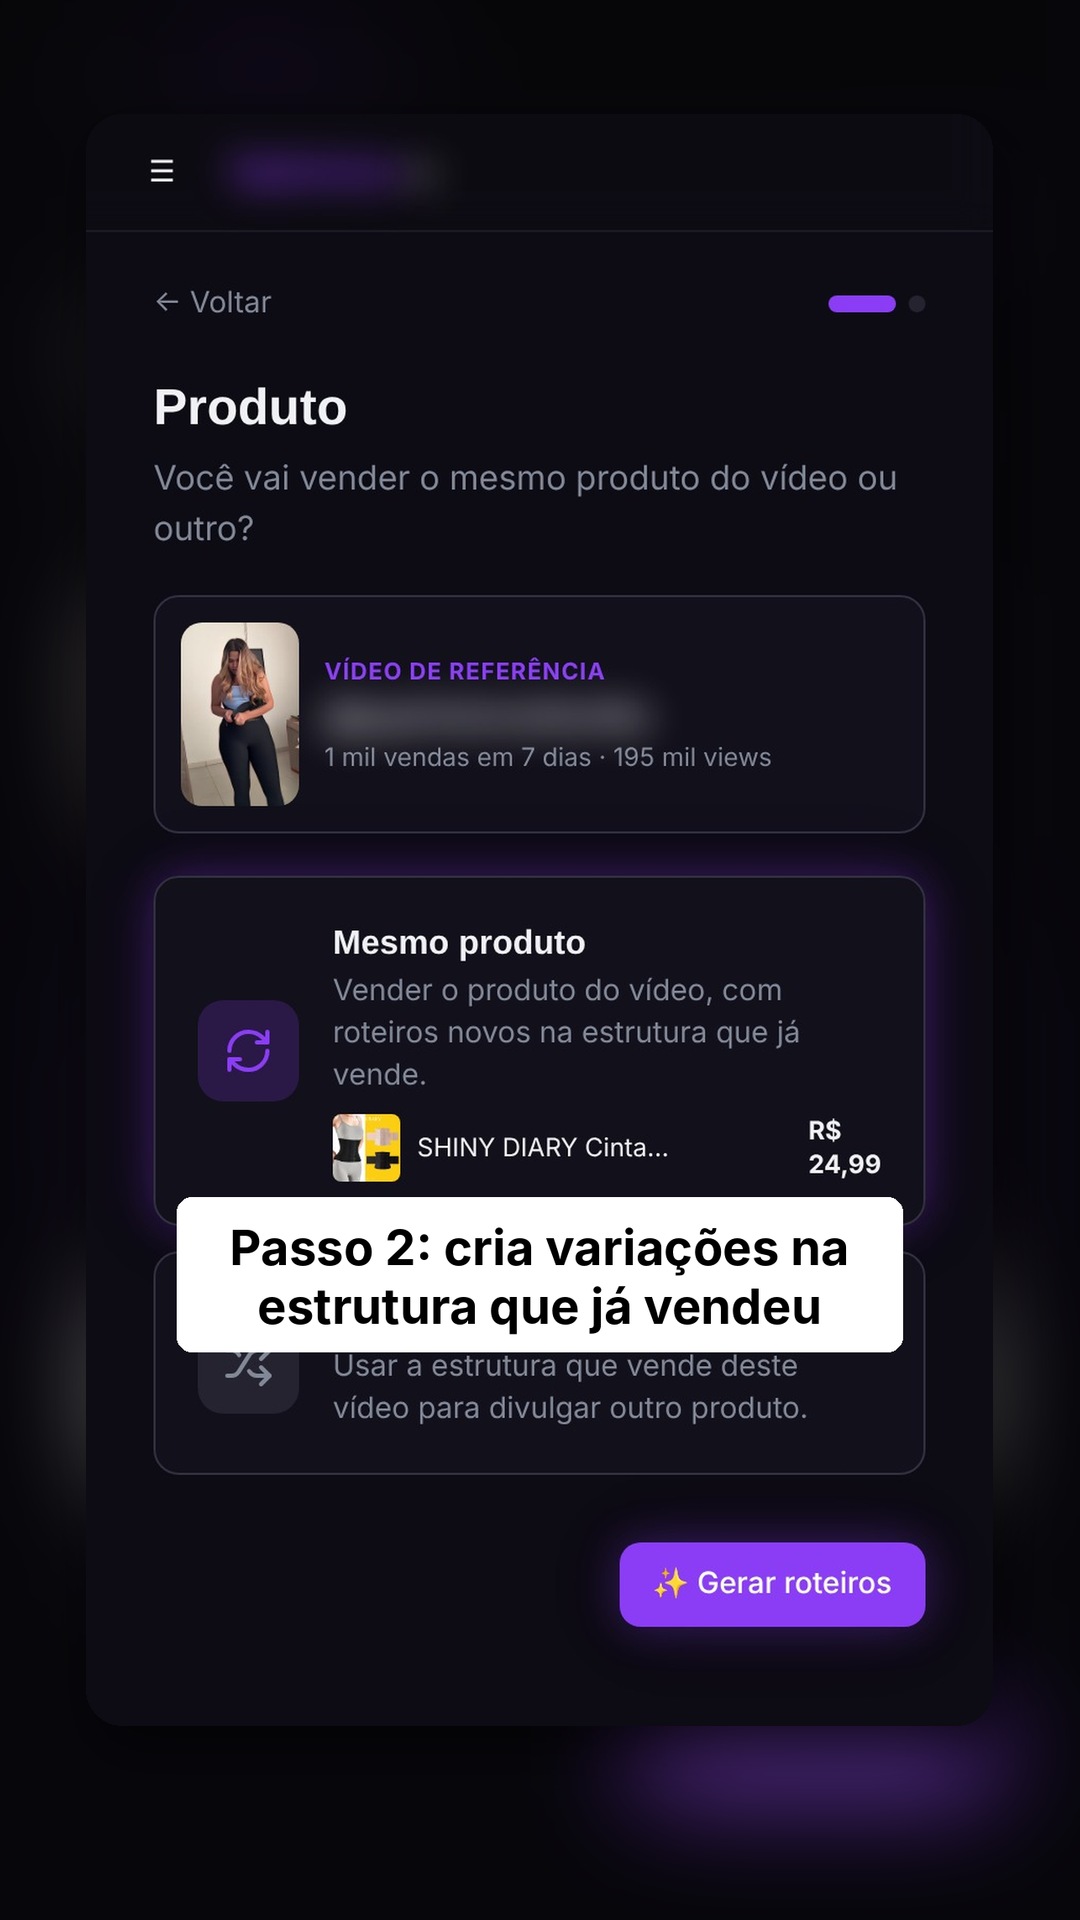 ← Voltar
Produto
Você vai vender o mesmo produto do vídeo ou
outro?
VÍDEO DE REFERÊNCIA
1 mil vendas em 7 dias · 195 mil views
Mesmo produto
Vender o produto do vídeo, com
roteiros novos na estrutura que já
vende.
SHINY DIARY Cinta...
R$
24,99
Passo 2: cria variações na
estrutura que já vendeu
Usar a estrutura que vende deste
vídeo para divulgar outro produto.
✨ Gerar roteiros